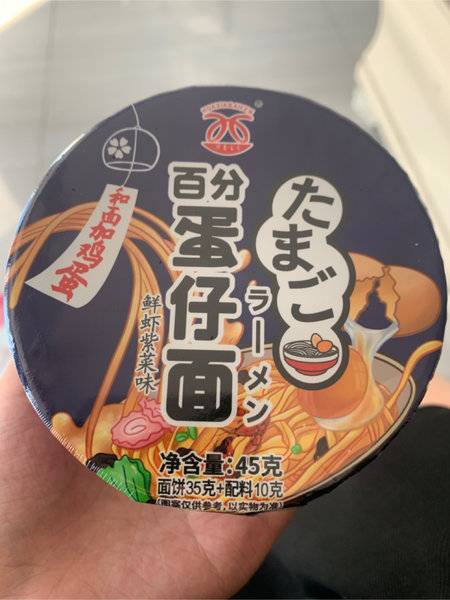 和面加鸡蛋
百分
蛋仔面
鲜虾紫菜味
たまご
ラーメン
净含量:45克
面饼35克+配料10克
(图案仅供参考,以实物为准)